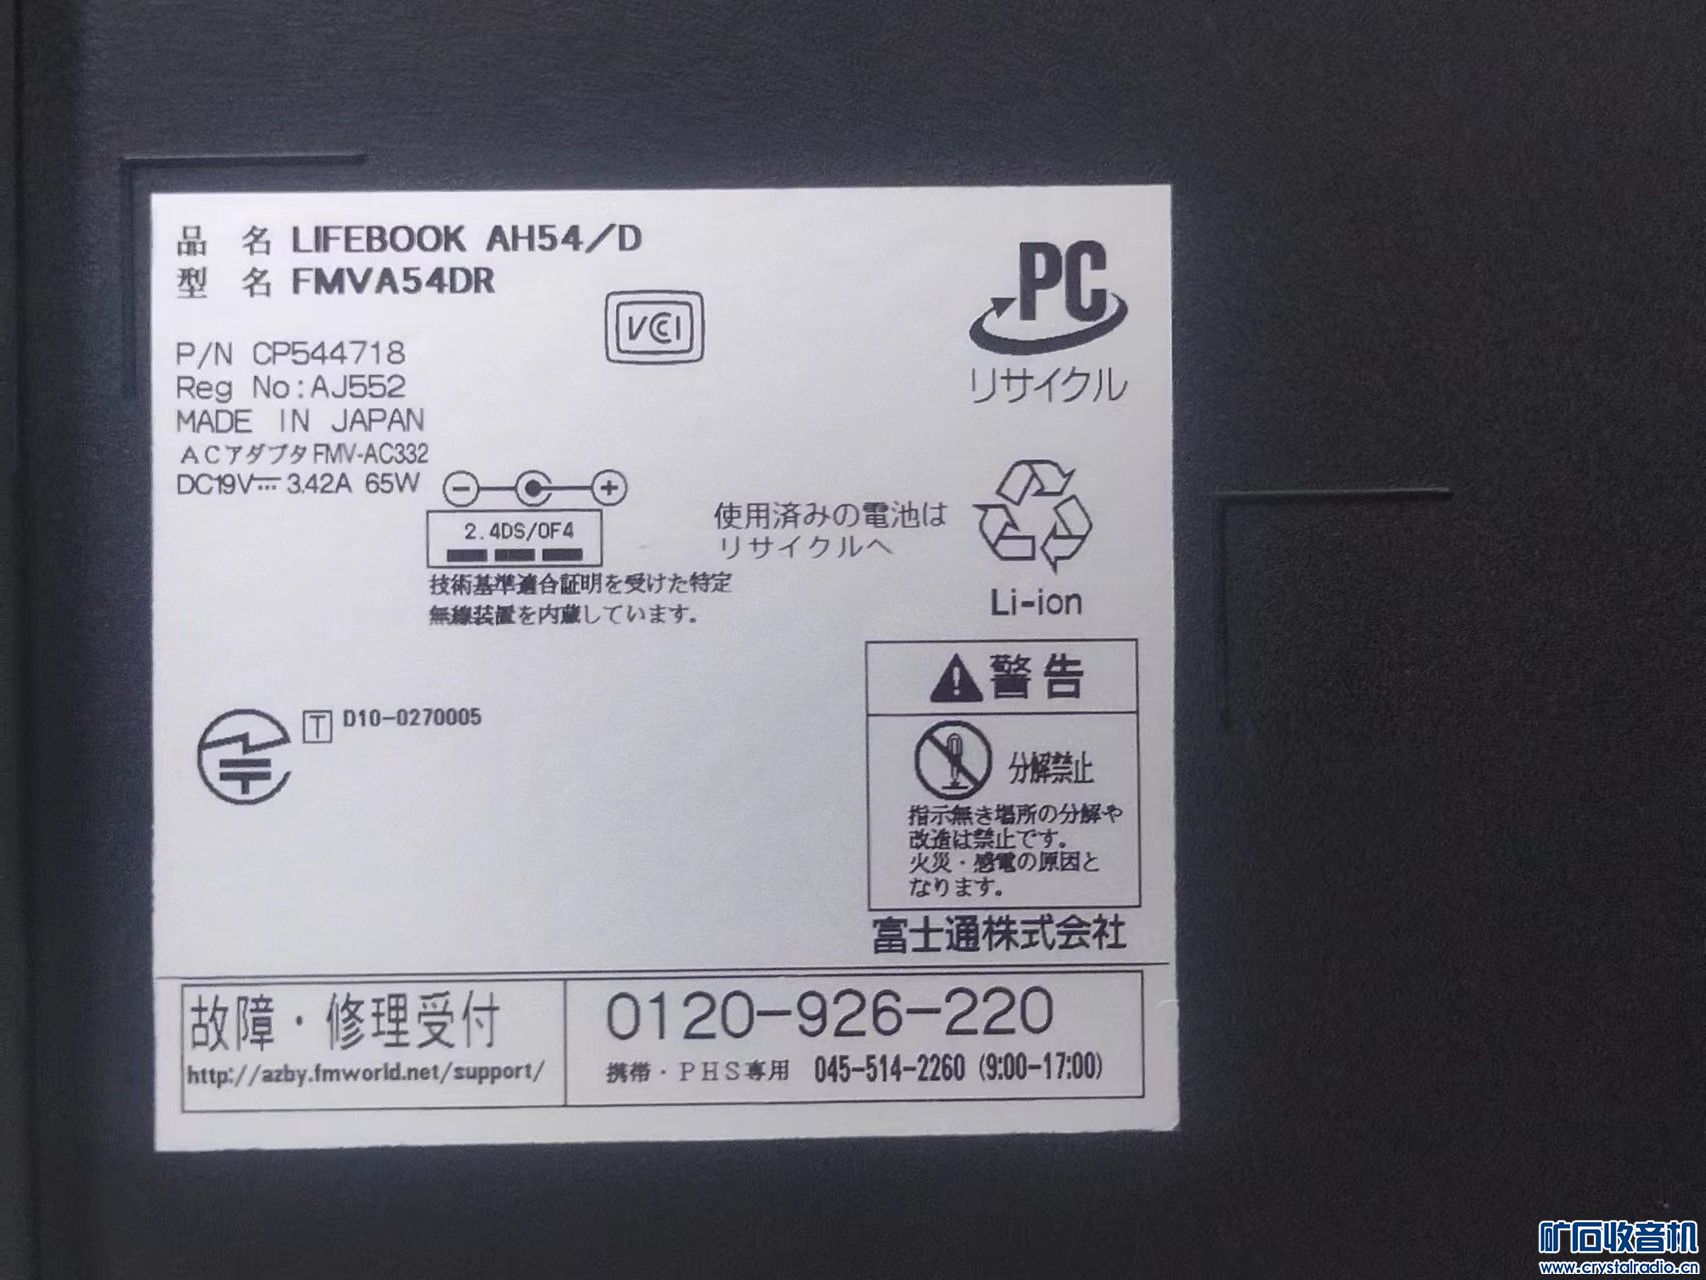 品 名 LIFEBOOK AH54/D
型 名 FMVA54DR
VCCI
P/N CP544718
Reg No:AJ552
MADE IN JAPAN
ACアダプタ FMV-AC332
DC19V 3.42A 65W
2.4DS/OF4
技術基準適合証明を受けた特定
無線装置を内蔵しています。
T D10-0270005
PC
リサイクル
使用済みの電池は
リサイクルへ
Li-ion
警告
分解禁止
指示無き場所の分解や
改造は禁止です。
火災・感電の原因と
なります。
富士通株式会社
故障・修理受付
http://azby.fmworld.net/support/
0120-926-220
携帯・PHS専用 045-514-2260 (9:00-17:00)
矿石收音机
www.crystalradio.cn